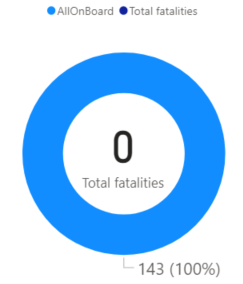 AllOnBoard Total fatalities
0
Total fatalities
143 (100%)